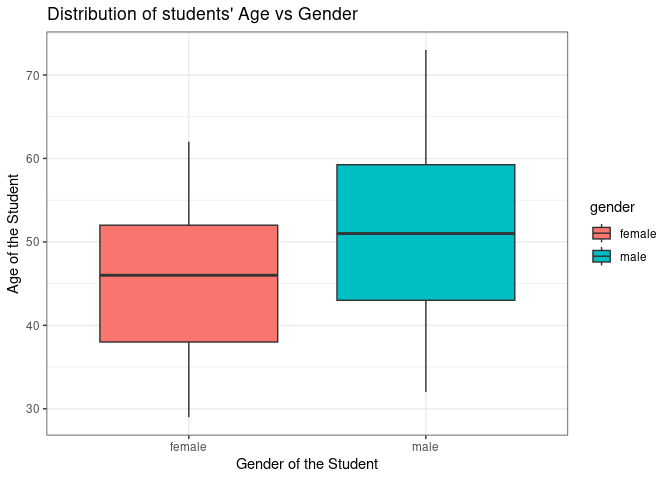 Distribution of students' Age vs Gender
Age of the Student
70
60
50
40
30
female
male
Gender of the Student
gender
female
male